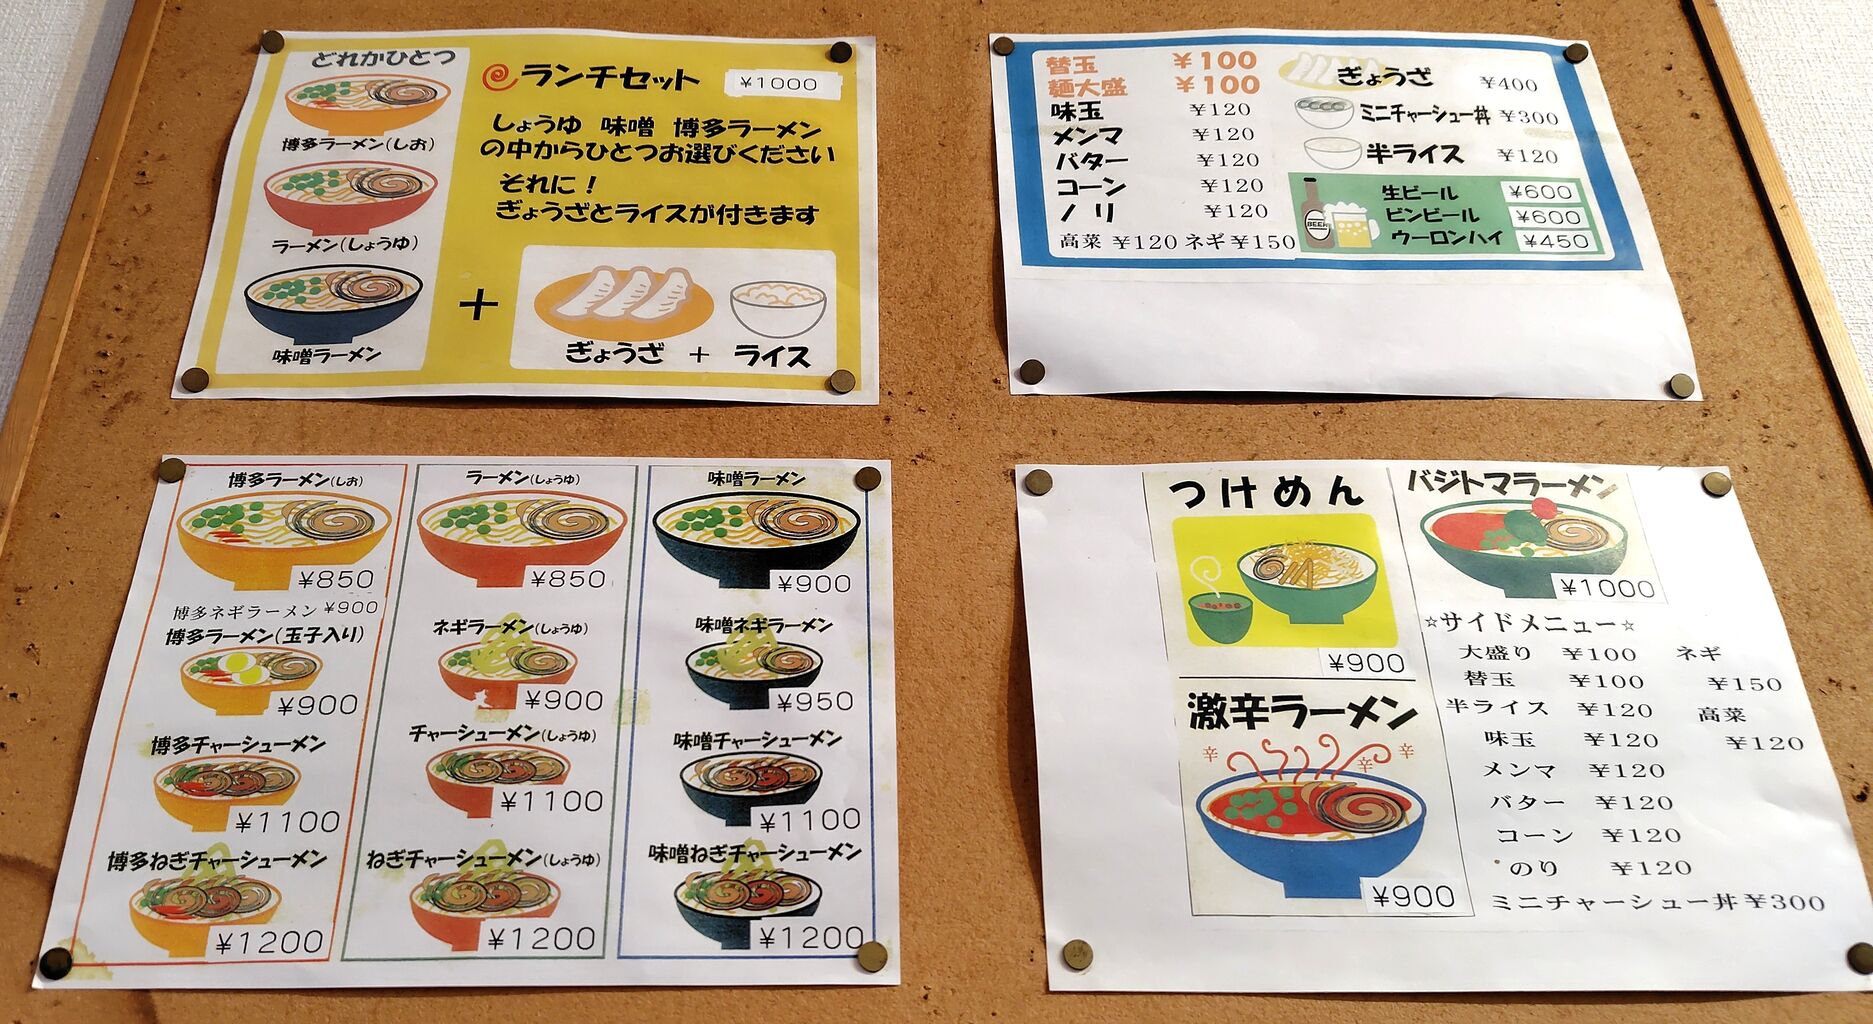 どれかひとつ
博多ラーメン(しお)
ラーメン(しょうゆ)
味噌ラーメン
ランチセット ¥1000
しょうゆ 味噌 博多ラーメン
の中からひとつお選びください
それに!
ぎょうざとライスが付きます
+
ぎょうざ + ライス
替玉 ¥100
麺大盛 ¥100
味玉 ¥120
メンマ ¥120
バター ¥120
コーン ¥120
ノリ ¥120
高菜 ¥120 ネギ ¥150
ぎょうざ ¥400
ミニチャーシュー丼 ¥300
半ライス ¥120
BEER
生ビール ¥600
ビンビール ¥600
ウーロンハイ ¥450
博多ラーメン(しお)
¥850
博多ネギラーメン ¥900
博多ラーメン(玉子入り)
¥900
博多チャーシューメン
¥1100
博多ねぎチャーシューメン
¥1200
ラーメン(しょうゆ)
¥850
ネギラーメン(しょうゆ)
¥900
チャーシューメン(しょうゆ)
¥1100
ねぎチャーシューメン(しょうゆ)
¥1200
味噌ラーメン
¥900
味噌ネギラーメン
¥950
味噌チャーシューメン
¥1100
味噌ねぎチャーシューメン
¥1200
つけめん
¥900
激辛ラーメン
辛 辛 辛
¥900
バジトマラーメン
¥1000
☆サイドメニュー☆
大盛り ¥100
替玉 ¥100
半ライス ¥120
味玉 ¥120
メンマ ¥120
バター ¥120
コーン ¥120
のり ¥120
ミニチャーシュー丼 ¥300
ネギ
¥150
高菜
¥120